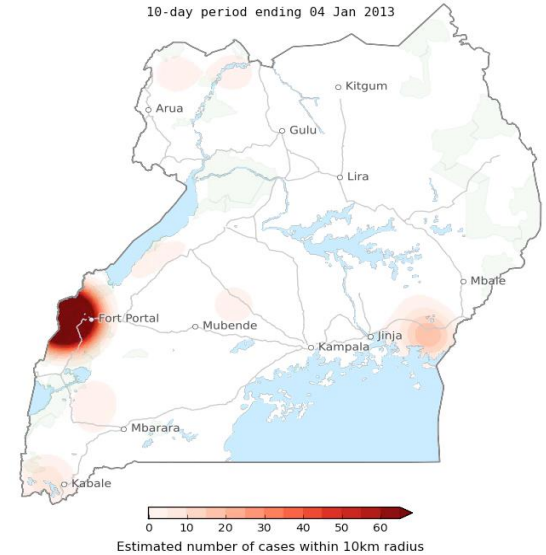 10-day period ending 04 Jan 2013
Kitgum
Arua
Gulu
Lira
Mbale
Fort Portal
Mubende
Jinja
Kampala
Mbarara
Kabale
0 10 20 30 40 50 60
Estimated number of cases within 10km radius